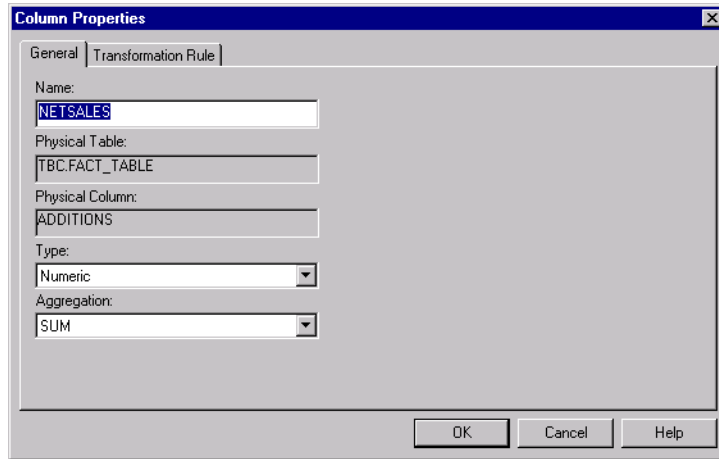 Column Properties
General Transformation Rule
Name:
NETSALES
Physical Table:
TBC.FACT_TABLE
Physical Column:
ADDITIONS
Type:
Numeric
Aggregation:
SUM
OK Cancel Help